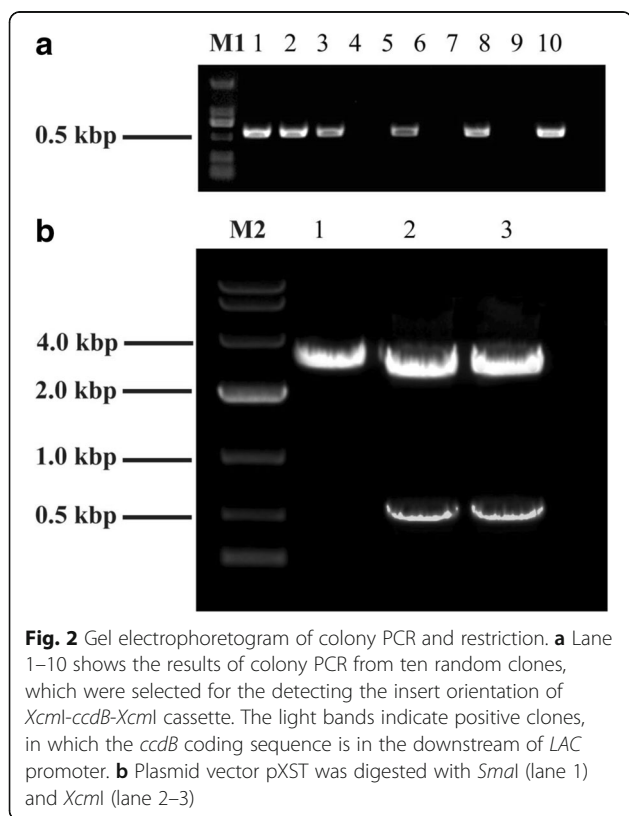 a
M1 1 2 3 4 5 6 7 8 9 10
0.5 kbp
b
M2 1 2 3
4.0 kbp
2.0 kbp
1.0 kbp
0.5 kbp
Fig. 2 Gel electrophoretogram of colony PCR and restriction. a Lane
1–10 shows the results of colony PCR from ten random clones,
which were selected for the detecting the insert orientation of
XcmI-ccdB-XcmI cassette. The light bands indicate positive clones,
in which the ccdB coding sequence is in the downstream of LAC
promoter. b Plasmid vector pXST was digested with SmaI (lane 1)
and XcmI (lane 2–3)